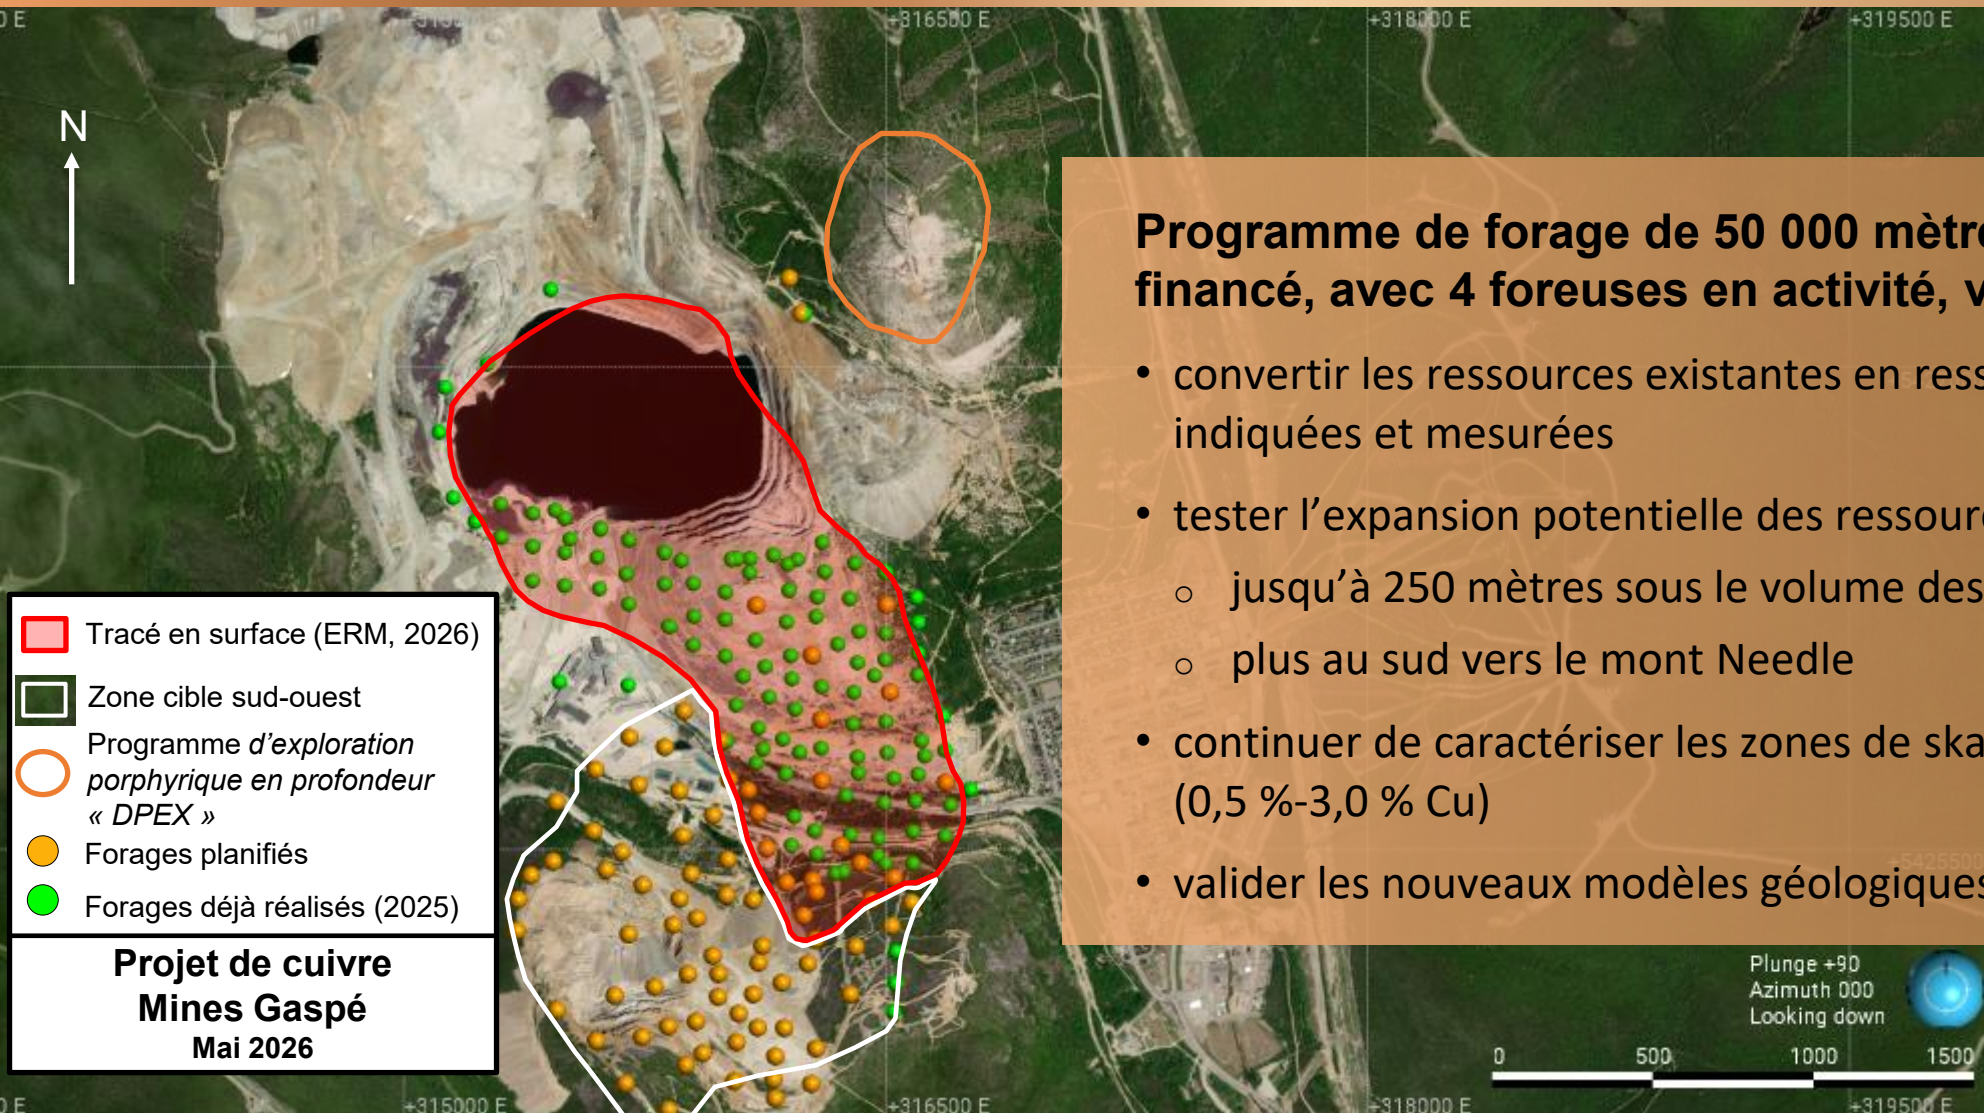 +316500 E
+318000 E
+319500 E
N
Programme de forage de 50 000
financé, avec 4 foreuses en activité,
• convertir les ressources existantes en
indiquées et mesurées
• tester l’expansion potentielle des
o jusqu’à 250 mètres sous le volume des
o plus au sud vers le mont Needle
• continuer de caractériser les zones de
(0,5 %-3,0 % Cu)
• valider les nouveaux modèles géologiques
Tracé en surface (ERM, 2026)
Zone cible sud-ouest
Programme d’exploration
porphyrique en profondeur
« DPEX »
Forages planifiés
Forages déjà réalisés (2025)
Projet de cuivre
Mines Gaspé
Mai 2026
+5425500
Plunge +90
Azimuth 000
Looking down
0 500 1000 1500
+315000 E
+316500 E
+318000 E
+319500 E